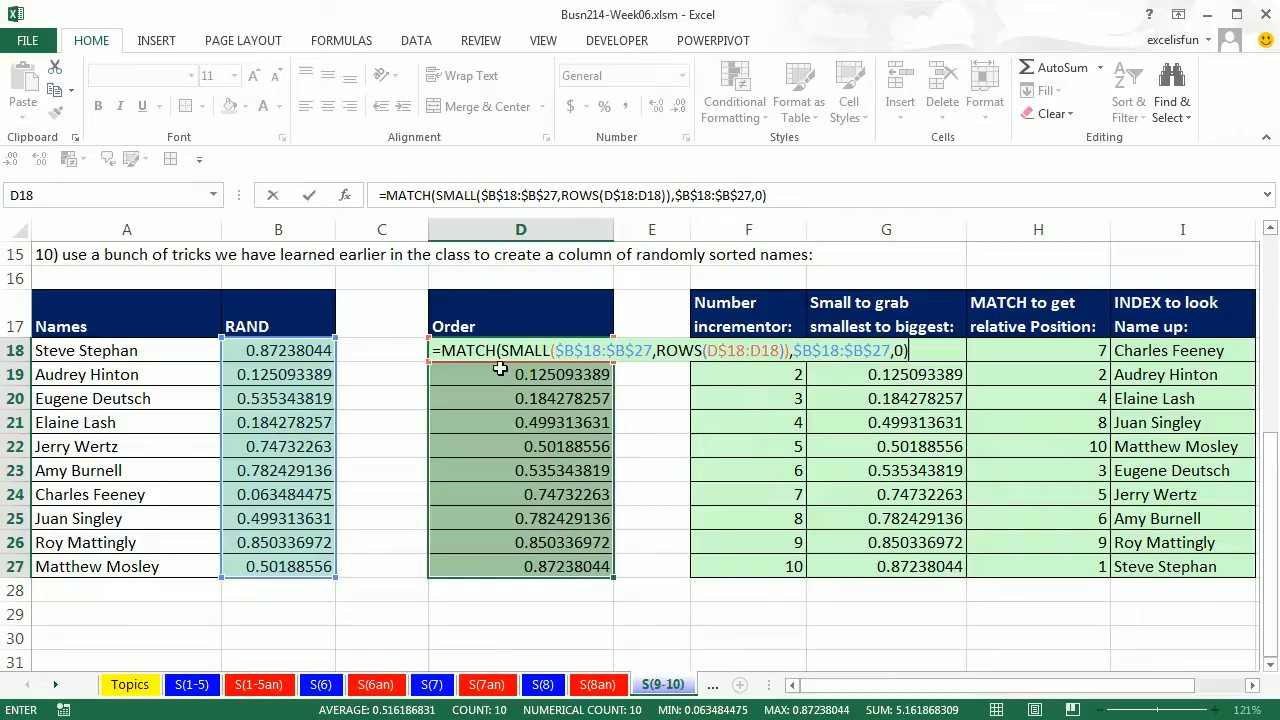 Busn214-Week06.xlsm - Excel
FILE HOME INSERT PAGE LAYOUT FORMULAS DATA REVIEW VIEW DEVELOPER POWERPIVOT excelisfun
Paste
11
Wrap Text
Merge & Center
General
Conditional Formatting
Format as Table
Cell Styles
Insert
Delete
Format
AutoSum
Fill
Clear
Sort & Filter
Find & Select
Clipboard Font Alignment Number Styles Cells Editing
D18 =MATCH(SMALL($B$18:$B$27,ROWS(D$18:D18)),$B$18:$B$27,0)
A B C D E F G H I
15 10) use a bunch of tricks we have learned earlier in the class to create a column of randomly sorted names:
16
17 Names RAND Order Number incrementor: Small to grab smallest to biggest: MATCH to get relative Position: INDEX to look Name up:
18 Steve Stephan 0.87238044 =MATCH(SMALL($B$18:$B$27,ROWS(D$18:D18)),$B$18:$B$27,0) 7 Charles Feeney
19 Audrey Hinton 0.125093389 0.125093389 2 0.125093389 2 Audrey Hinton
20 Eugene Deutsch 0.535343819 0.184278257 3 0.184278257 4 Elaine Lash
21 Elaine Lash 0.184278257 0.499313631 4 0.499313631 8 Juan Singley
22 Jerry Wertz 0.74732263 0.50188556 5 0.50188556 10 Matthew Mosley
23 Amy Burnell 0.782429136 0.535343819 6 0.535343819 3 Eugene Deutsch
24 Charles Feeney 0.063484475 0.74732263 7 0.74732263 5 Jerry Wertz
25 Juan Singley 0.499313631 0.782429136 8 0.782429136 6 Amy Burnell
26 Roy Mattingly 0.850336972 0.850336972 9 0.850336972 9 Roy Mattingly
27 Matthew Mosley 0.50188556 0.87238044 10 0.87238044 1 Steve Stephan
28
29
30
31
Topics S(1-5) S(1-5an) S(6) S(6an) S(7) S(7an) S(8) S(8an) S(9-10) ...
ENTER AVERAGE: 0.516186831 COUNT: 10 NUMERICAL COUNT: 10 MIN: 0.063484475 MAX: 0.87238044 SUM: 5.161868309 121%